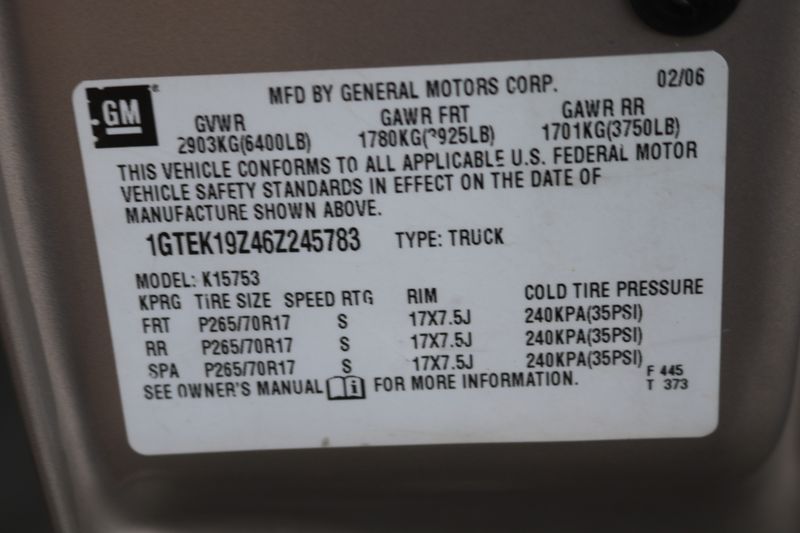 GM
MFD BY GENERAL MOTORS CORP. 02/06
GVWR GAWR FRT GAWR RR
2903KG(6400LB) 1780KG(3925LB) 1701KG(3750LB)
THIS VEHICLE CONFORMS TO ALL APPLICABLE U.S. FEDERAL MOTOR
VEHICLE SAFETY STANDARDS IN EFFECT ON THE DATE OF
MANUFACTURE SHOWN ABOVE.
1GTEK19Z46Z245783 TYPE: TRUCK
MODEL: K15753
KPRG TIRE SIZE SPEED RTG RIM COLD TIRE PRESSURE
FRT P265/70R17 S 17X7.5J 240KPA(35PSI)
RR P265/70R17 S 17X7.5J 240KPA(35PSI)
SPA P265/70R17 S 17X7.5J 240KPA(35PSI)
SEE OWNER'S MANUAL i FOR MORE INFORMATION.
F 445
T 373